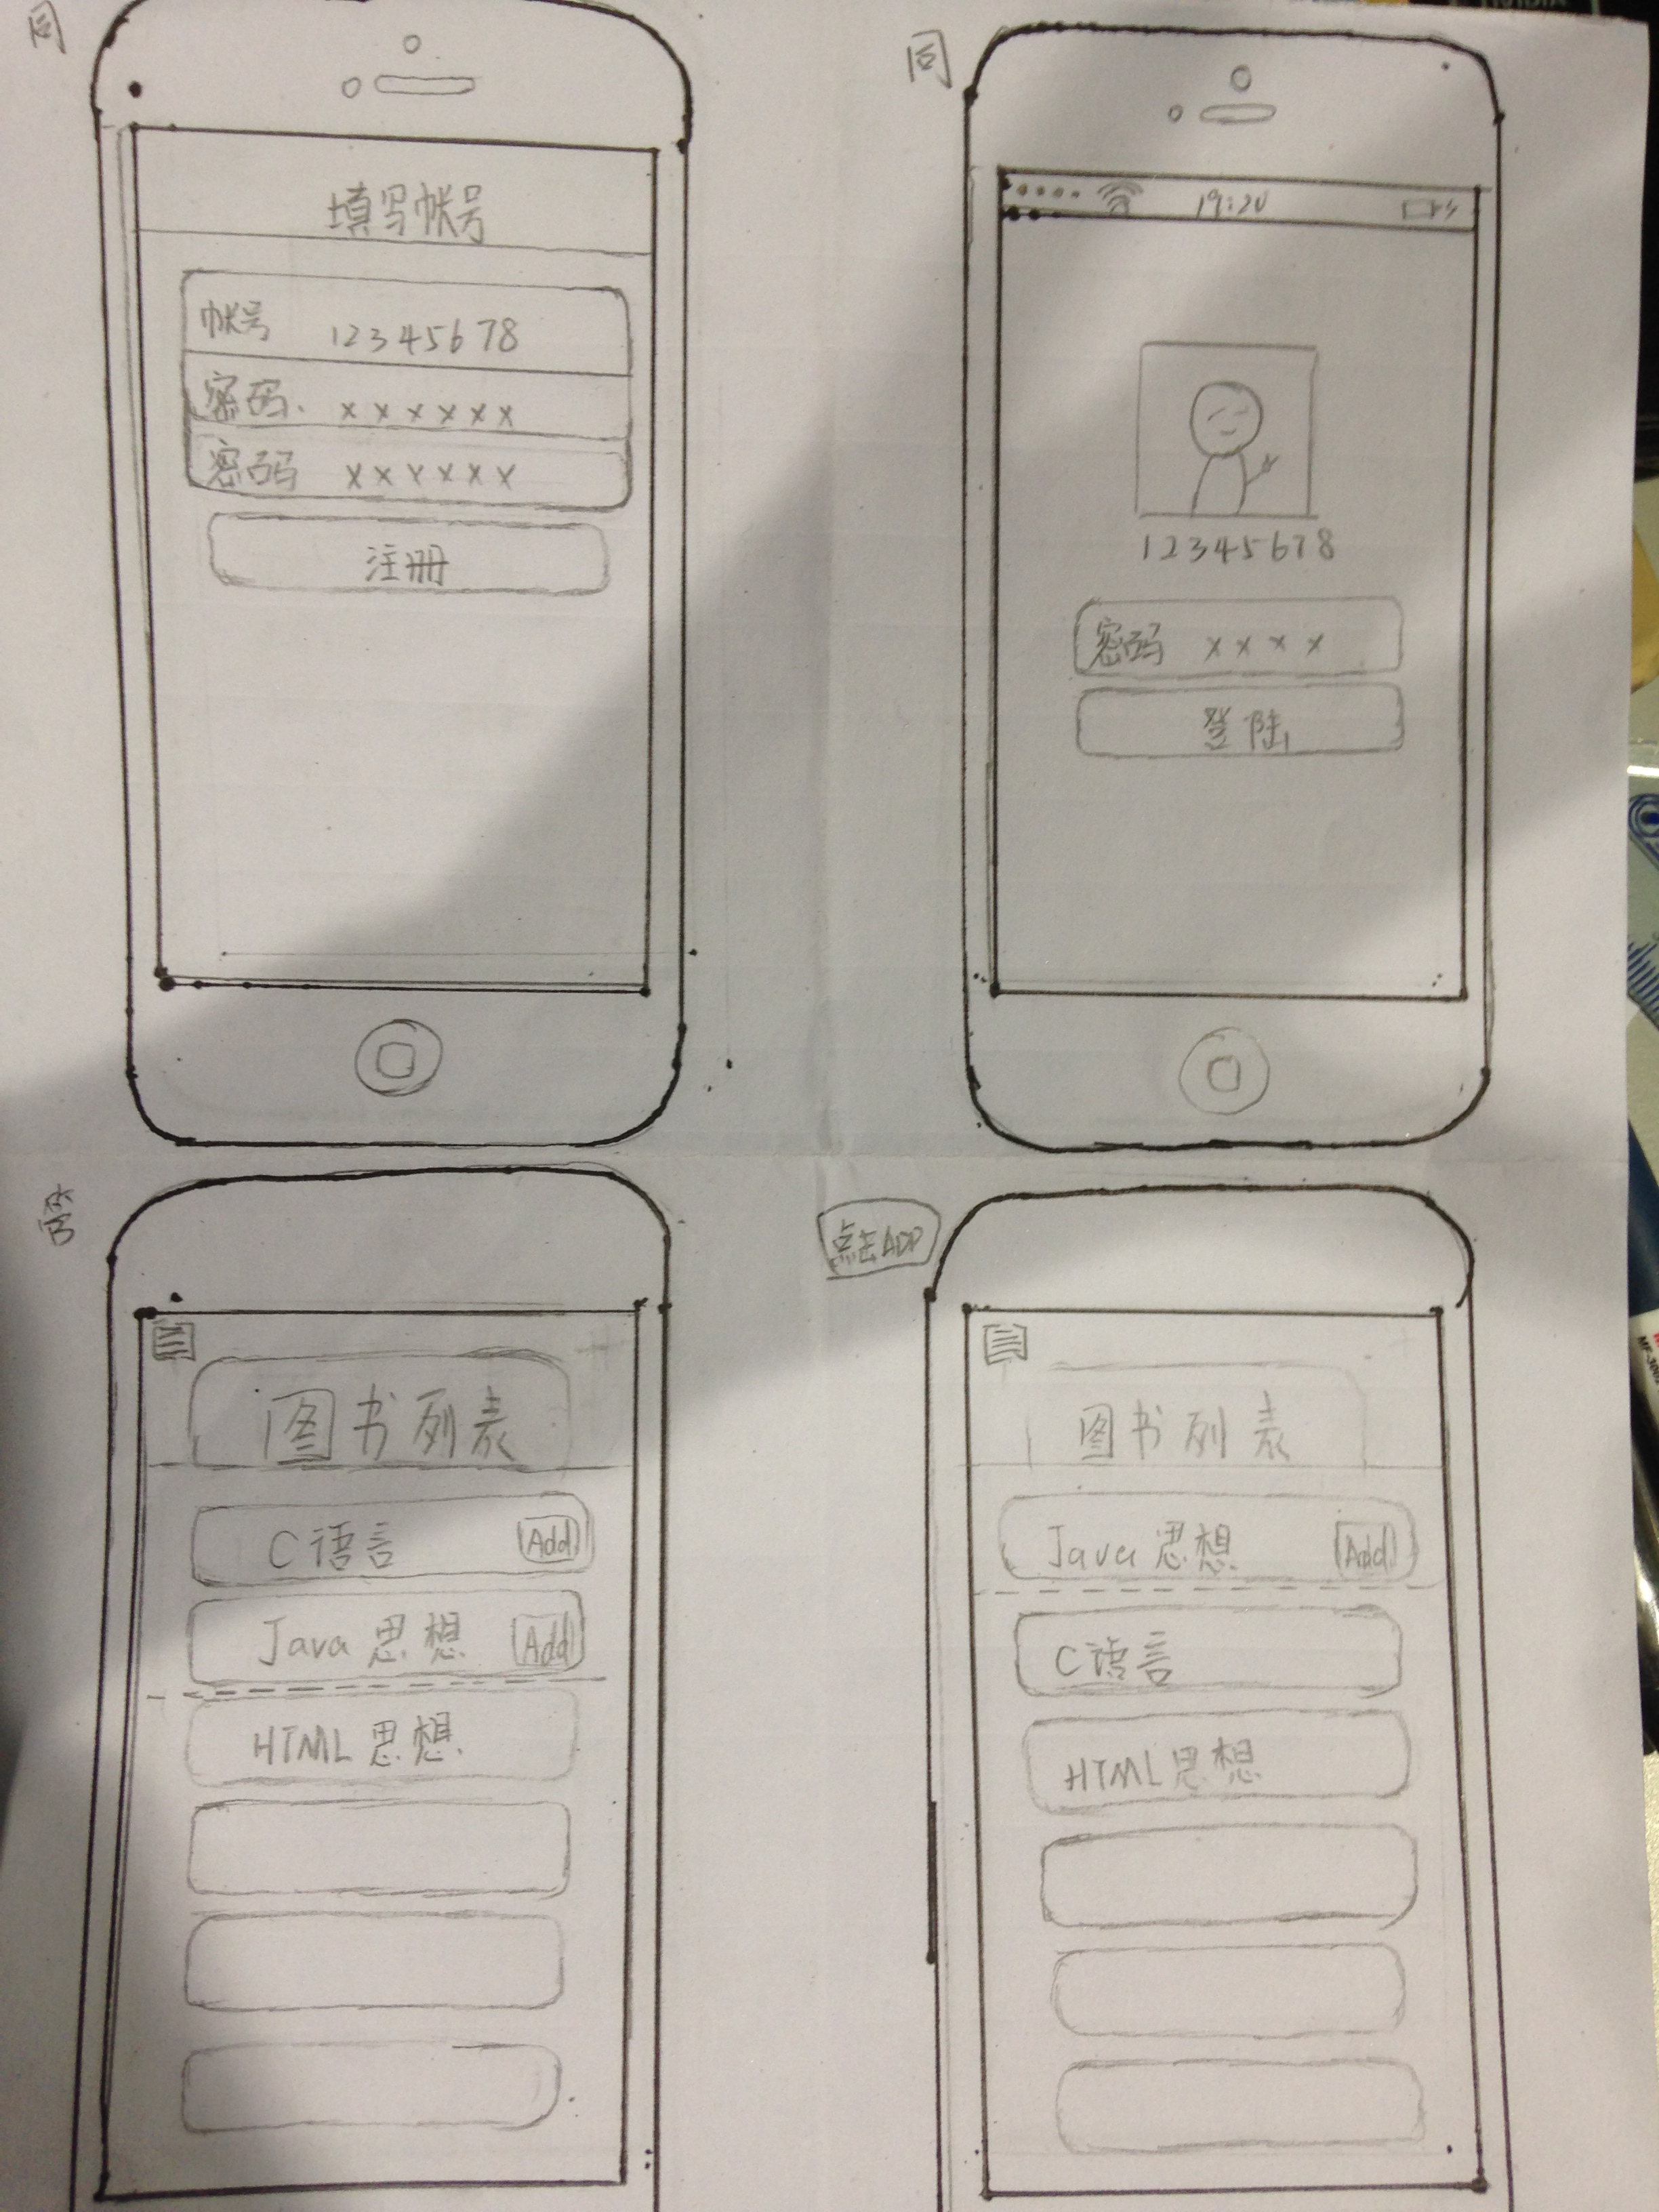 同
填写帐号
帐号 12345678
密码. xxxxxx
密码 xxxxxx
注册
同
19:20
12345678
密码 xxxx
登陆
图书列表
C语言 Add
Java思想 Add
HTML思想
点击ADD
图书列表
Java思想 Add
C语言
HTML思想